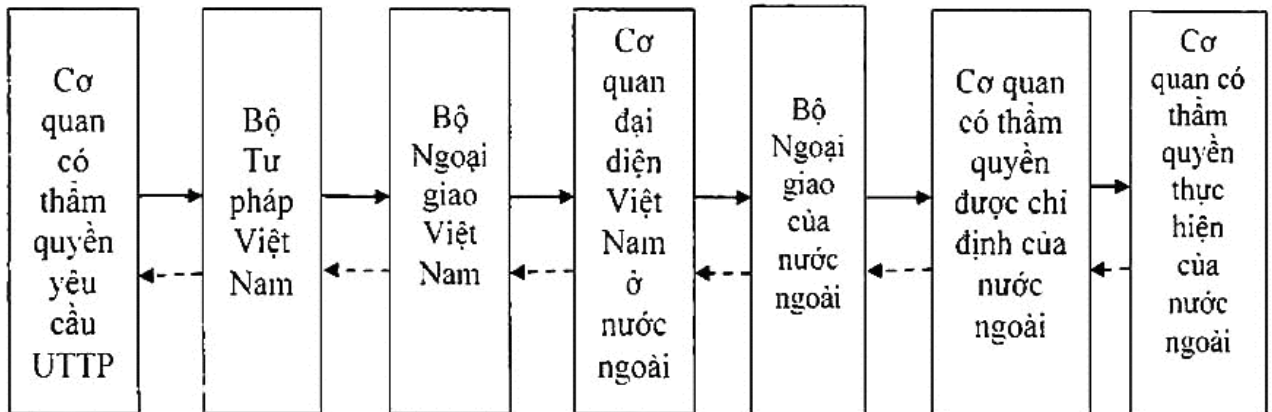 Cơ
quan
có
thẩm
quyền
yêu
cầu
UTTP
Bộ
Tư
pháp
Việt
Nam
Bộ
Ngoại
giao
Việt
Nam
Cơ
quan
đại
diện
Việt
Nam
ở
nước
ngoài
Bộ
Ngoại
giao
của
nước
ngoài
Cơ quan
có thẩm
quyền
được chỉ
định của
nước
ngoài
Cơ
quan có
thẩm
quyền
thực
hiện
của
nước
ngoài